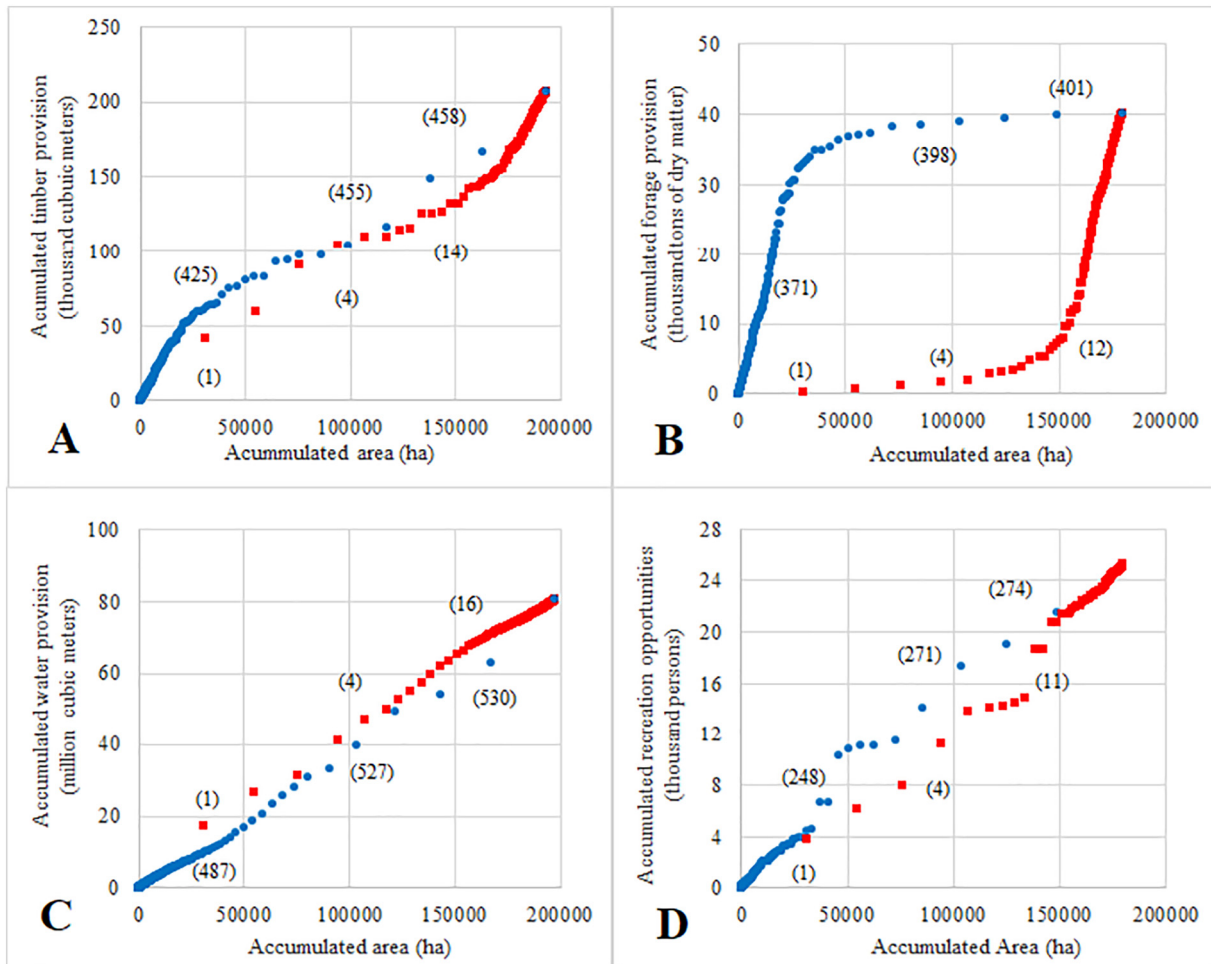 Acumulated timber provision
(thousand cubuic meters)
250
200
150
100
50
0
(458)
(455)
(425)
(14)
(4)
(1)
0 50000 100000 150000 200000
A
Acummulated area (ha)
Accumulated forage provision
(thousandtons of dry matter)
50
40
30
20
10
0
(401)
(398)
(371)
(4)
(12)
(1)
0 50000 100000 150000 200000
B
Accumulated area (ha)
Accumulated water provision
(million cubic meters)
100
80
60
40
20
0
(16)
(4)
(530)
(527)
(1)
(487)
0 50000 100000 150000 200000
C
Accumulated area (ha)
Accumulated recreation opportunities
(thousand persons)
28
24
20
16
12
8
4
0
(274)
(271)
(11)
(248)
(4)
(1)
0 50000 100000 150000 200000
D
Accumulated Area (ha)